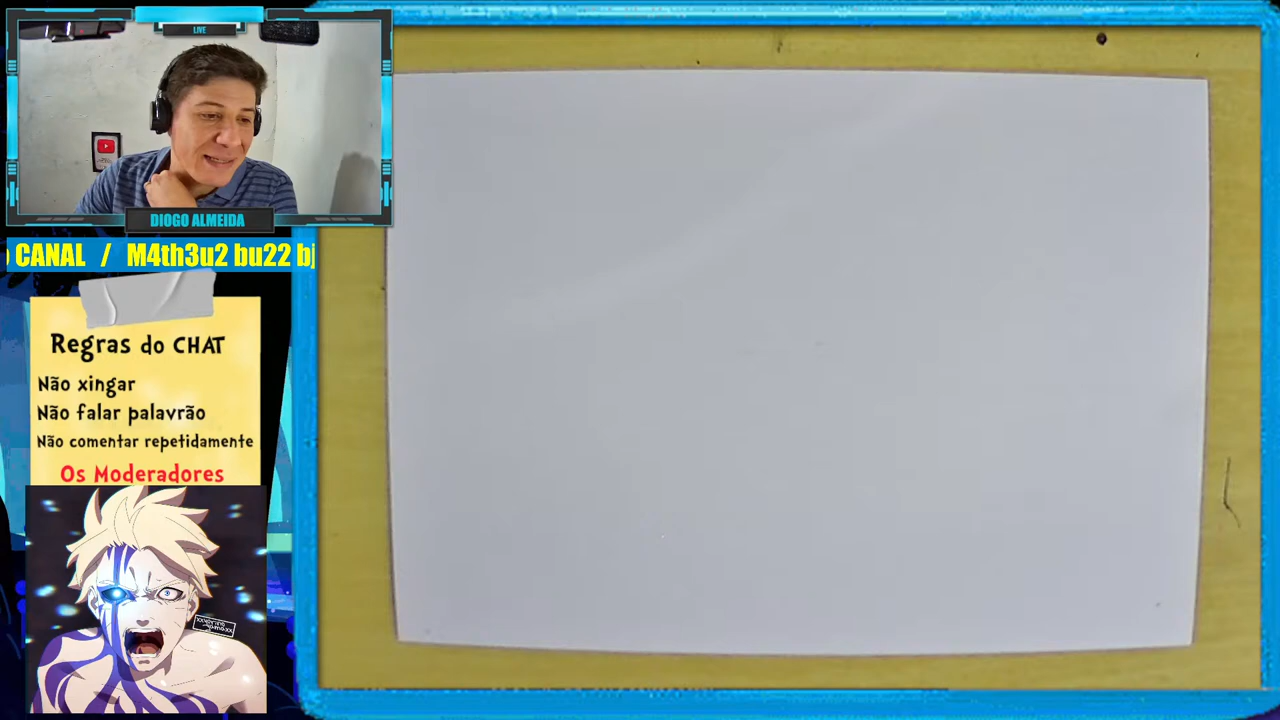 LIVE
DIOGO ALMEIDA
CANAL / M4th3u2 bu22 bj
Regras do CHAT
Não xingar
Não falar palavrão
Não comentar repetidamente
Os Moderadores